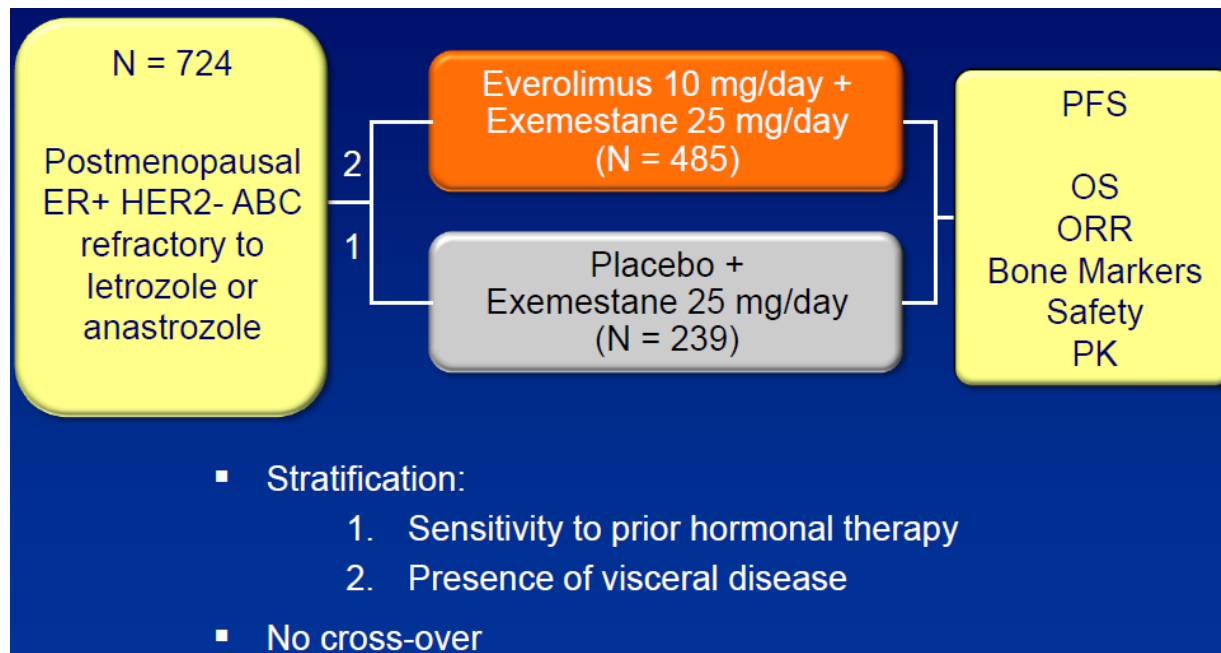 N = 724
Postmenopausal
ER+ HER2- ABC
refractory to
letrozole or
anastrozole
2
1
Everolimus 10 mg/day +
Exemestane 25 mg/day
(N = 485)
Placebo +
Exemestane 25 mg/day
(N = 239)
PFS
OS
ORR
Bone Markers
Safety
PK
▪ Stratification:
1. Sensitivity to prior hormonal therapy
2. Presence of visceral disease
▪ No cross-over